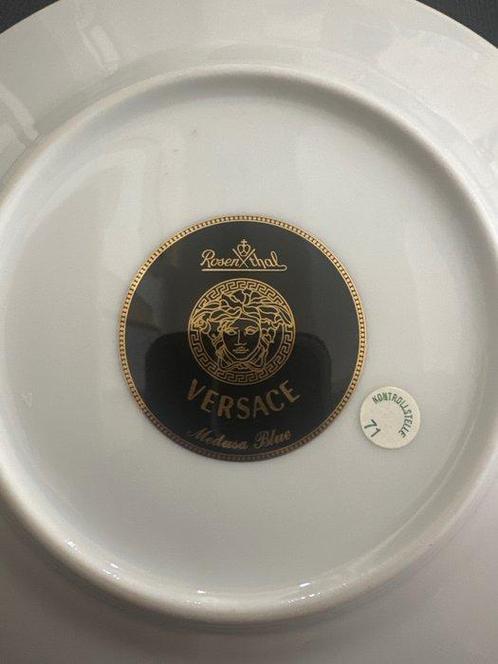 Rosenthal
VERSACE
Medusa Blue
KONTROLLSTELLE
71